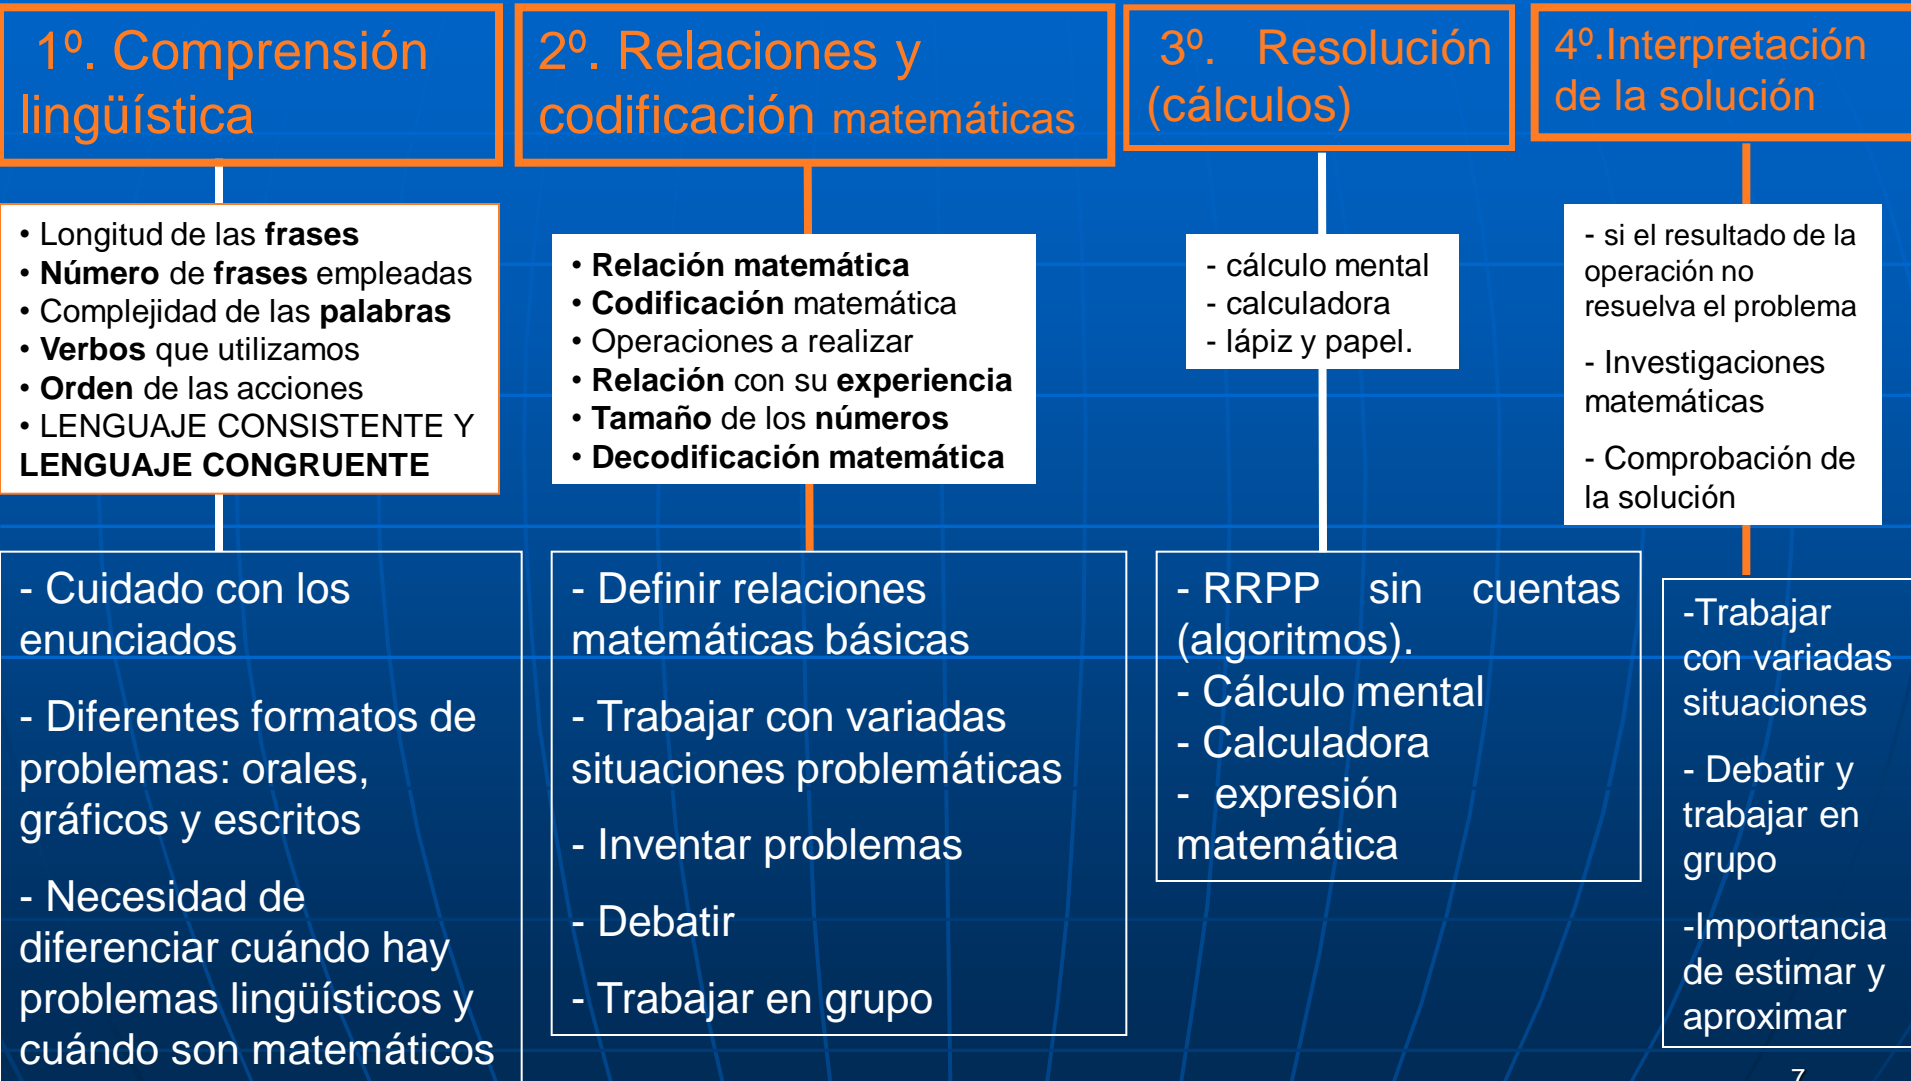 1º. Comprensión
lingüística
2º. Relaciones y
codificación matemáticas
3º. Resolución
(cálculos)
4º.Interpretación
de la solución
• Longitud de las frases
• Número de frases empleadas
• Complejidad de las palabras
• Verbos que utilizamos
• Orden de las acciones
• LENGUAJE CONSISTENTE Y
LENGUAJE CONGRUENTE
• Relación matemática
• Codificación matemática
• Operaciones a realizar
• Relación con su experiencia
• Tamaño de los números
• Decodificación matemática
- cálculo mental
- calculadora
- lápiz y papel.
- si el resultado de la
operación no
resuelva el problema
- Investigaciones
matemáticas
- Comprobación de
la solución
- Cuidado con los
enunciados
- Diferentes formatos de
problemas: orales,
gráficos y escritos
- Necesidad de
diferenciar cuándo hay
problemas lingüísticos y
cuándo son matemáticos
- Definir relaciones
matemáticas básicas
- Trabajar con variadas
situaciones problemáticas
- Inventar problemas
- Debatir
- Trabajar en grupo
- RRPP sin cuentas
(algoritmos).
- Cálculo mental
- Calculadora
- expresión
matemática
-Trabajar
con variadas
situaciones
- Debatir y
trabajar en
grupo
-Importancia
de estimar y
aproximar
7